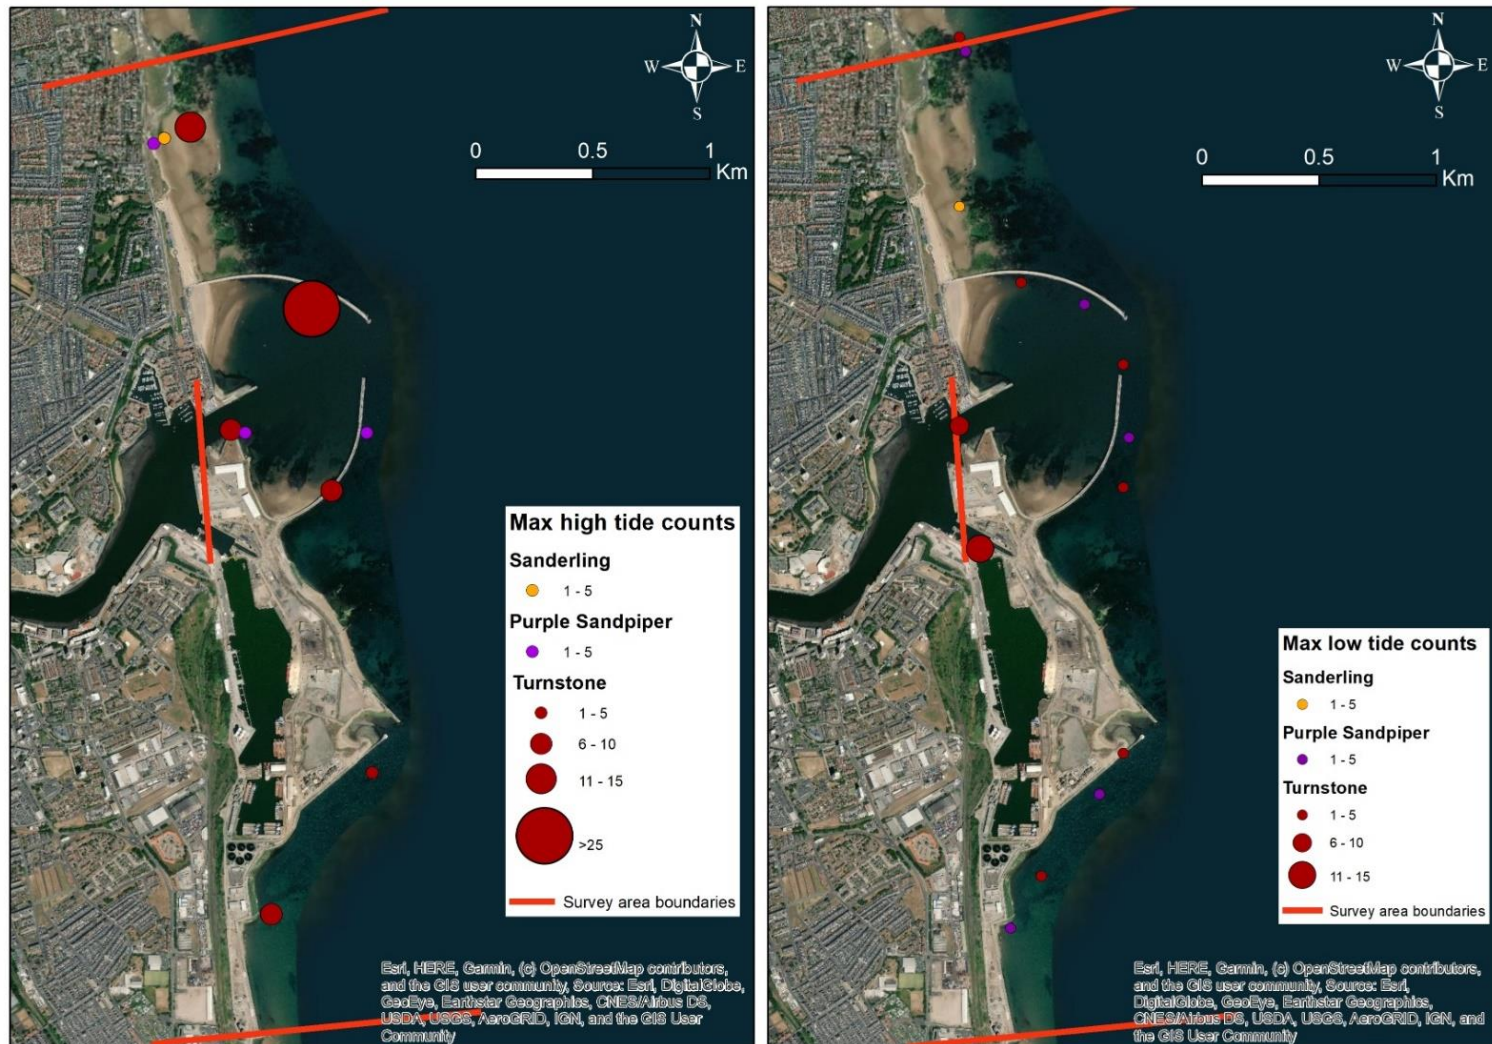 N
W E
S
0 0.5 1
Km
Max high tide counts
Sanderling
1 - 5
Purple Sandpiper
1 - 5
Turnstone
1 - 5
6 - 10
11 - 15
>25
Survey area boundaries
Esri, HERE, Garmin, (c) OpenStreetMap contributors,
and the GIS user community, Source: Esri, DigitalGlobe,
GeoEye, Earthstar Geographics, CNES/Airbus DS,
USDA, USGS, AeroGRID, IGN, and the GIS User
Community
N
W E
S
0 0.5 1
Km
Max low tide counts
Sanderling
1 - 5
Purple Sandpiper
1 - 5
Turnstone
1 - 5
6 - 10
11 - 15
Survey area boundaries
Esri, HERE, Garmin, (c) OpenStreetMap contributors,
and the GIS user community, Source: Esri,
DigitalGlobe, GeoEye, Earthstar Geographics,
CNES/Airbus DS, USDA, USGS, AeroGRID, IGN, and
the GIS User Community